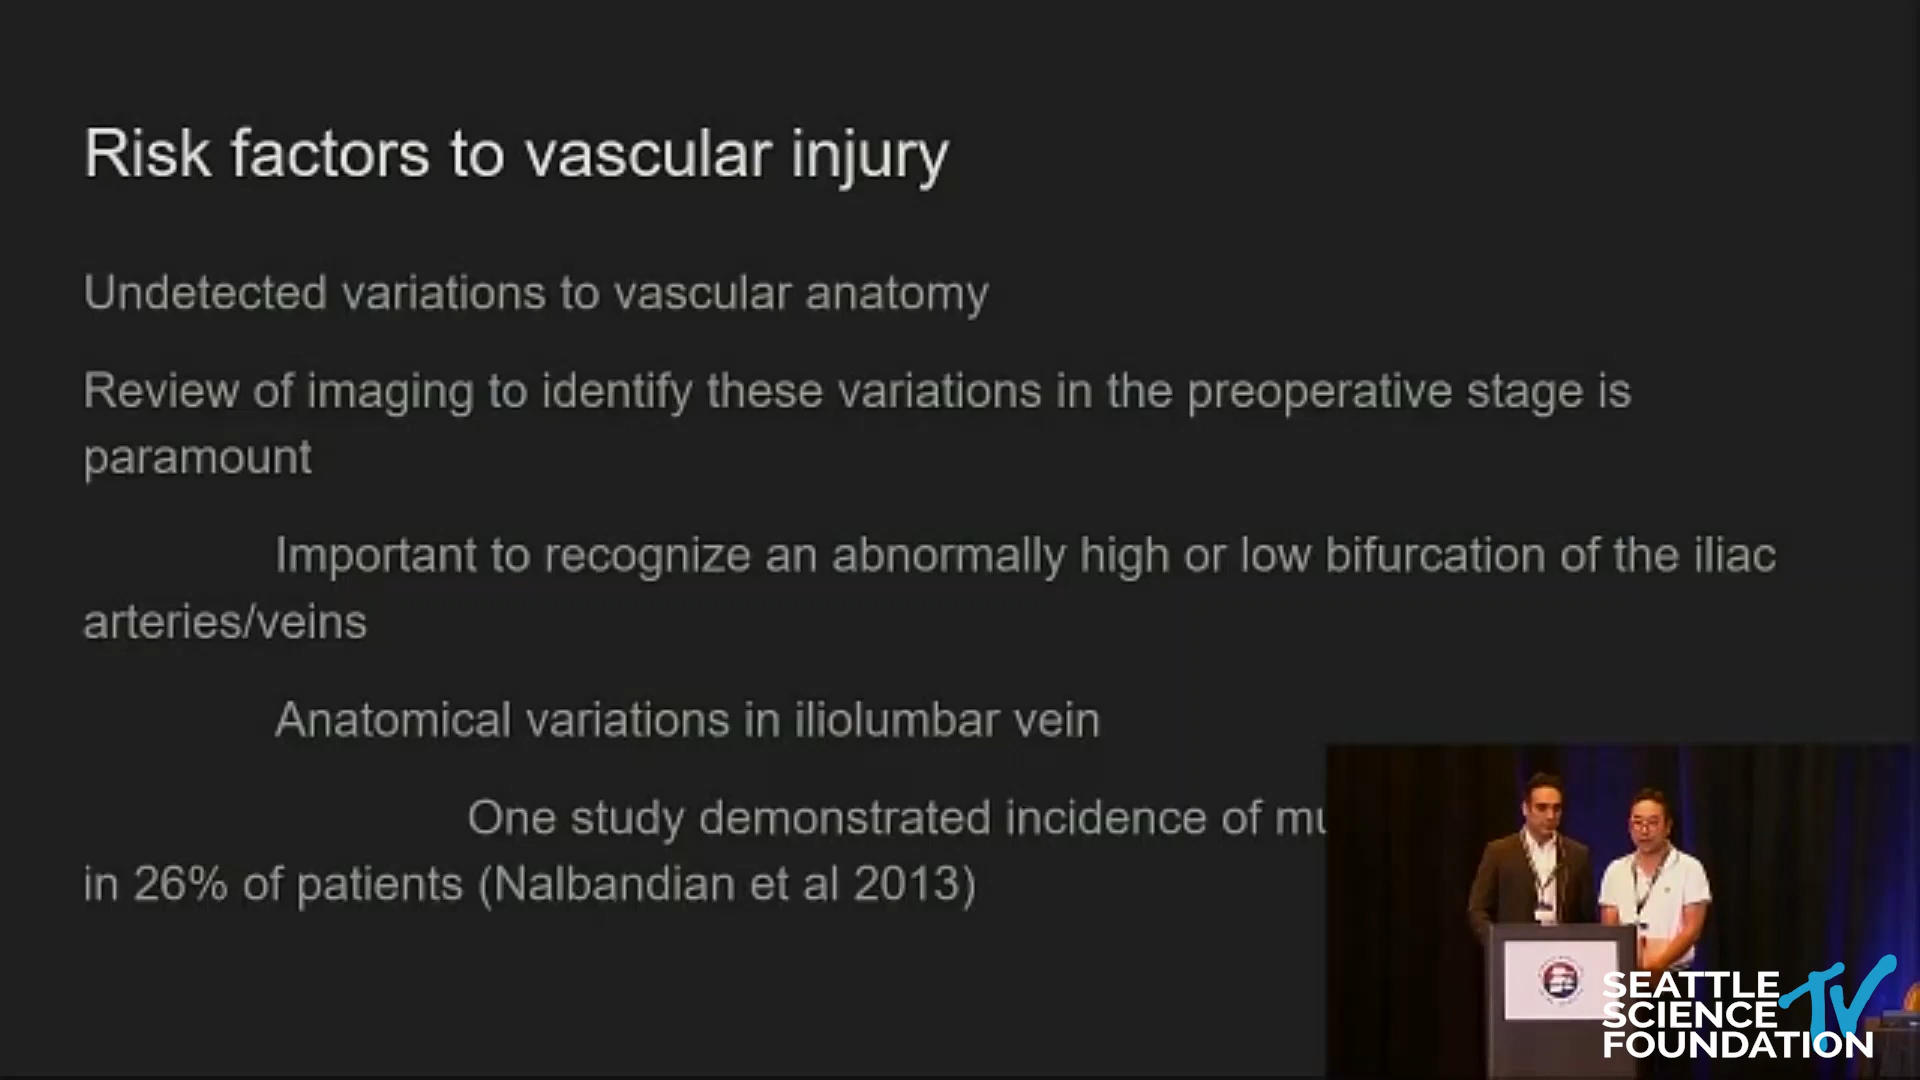 Risk factors to vascular injury
Undetected variations to vascular anatomy
Review of imaging to identify these variations in the preoperative stage is
paramount
Important to recognize an abnormally high or low bifurcation of the iliac
arteries/veins
Anatomical variations in iliolumbar vein
One study demonstrated incidence of
in 26% of patients (Nalbandian et al 2013)
SEATTLE
SCIENCE
FOUNDATION
TV